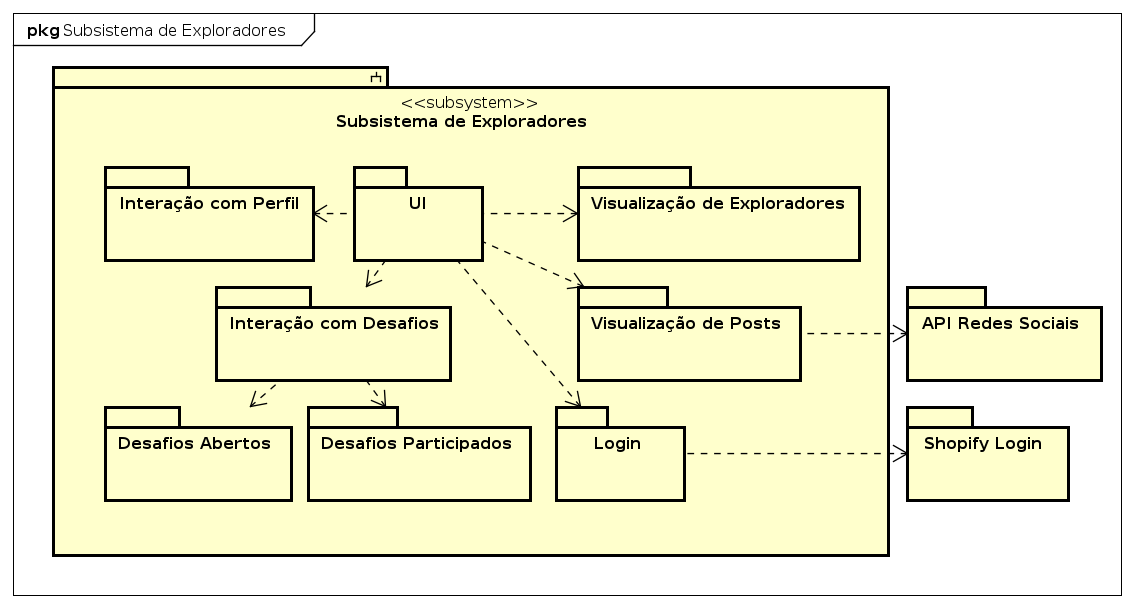 pkg Subsistema de Exploradores
<<subsystem>>
Subsistema de Exploradores
Interação com Perfil
UI
Visualização de Exploradores
Interação com Desafios
Visualização de Posts
API Redes Sociais
Desafios Abertos
Desafios Participados
Login
Shopify Login